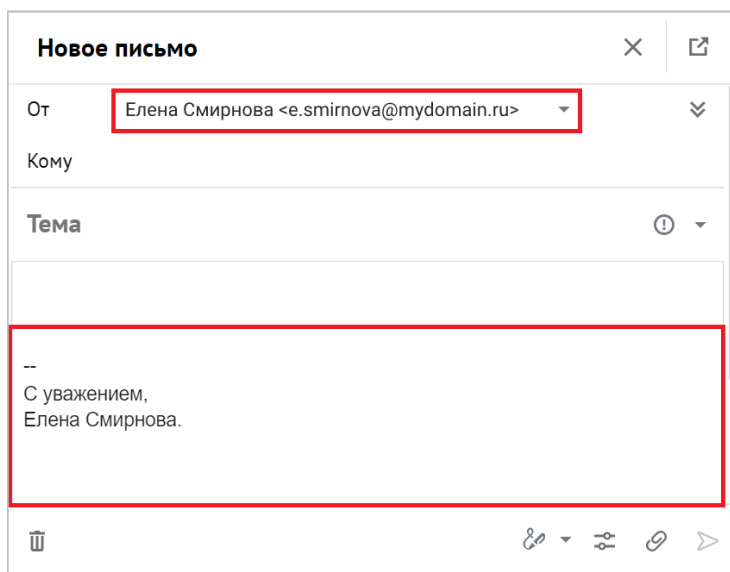 Новое письмо
От Елена Смирнова <e.smirnova@mydomain.ru>
Кому
Тема
--
С уважением,
Елена Смирнова.